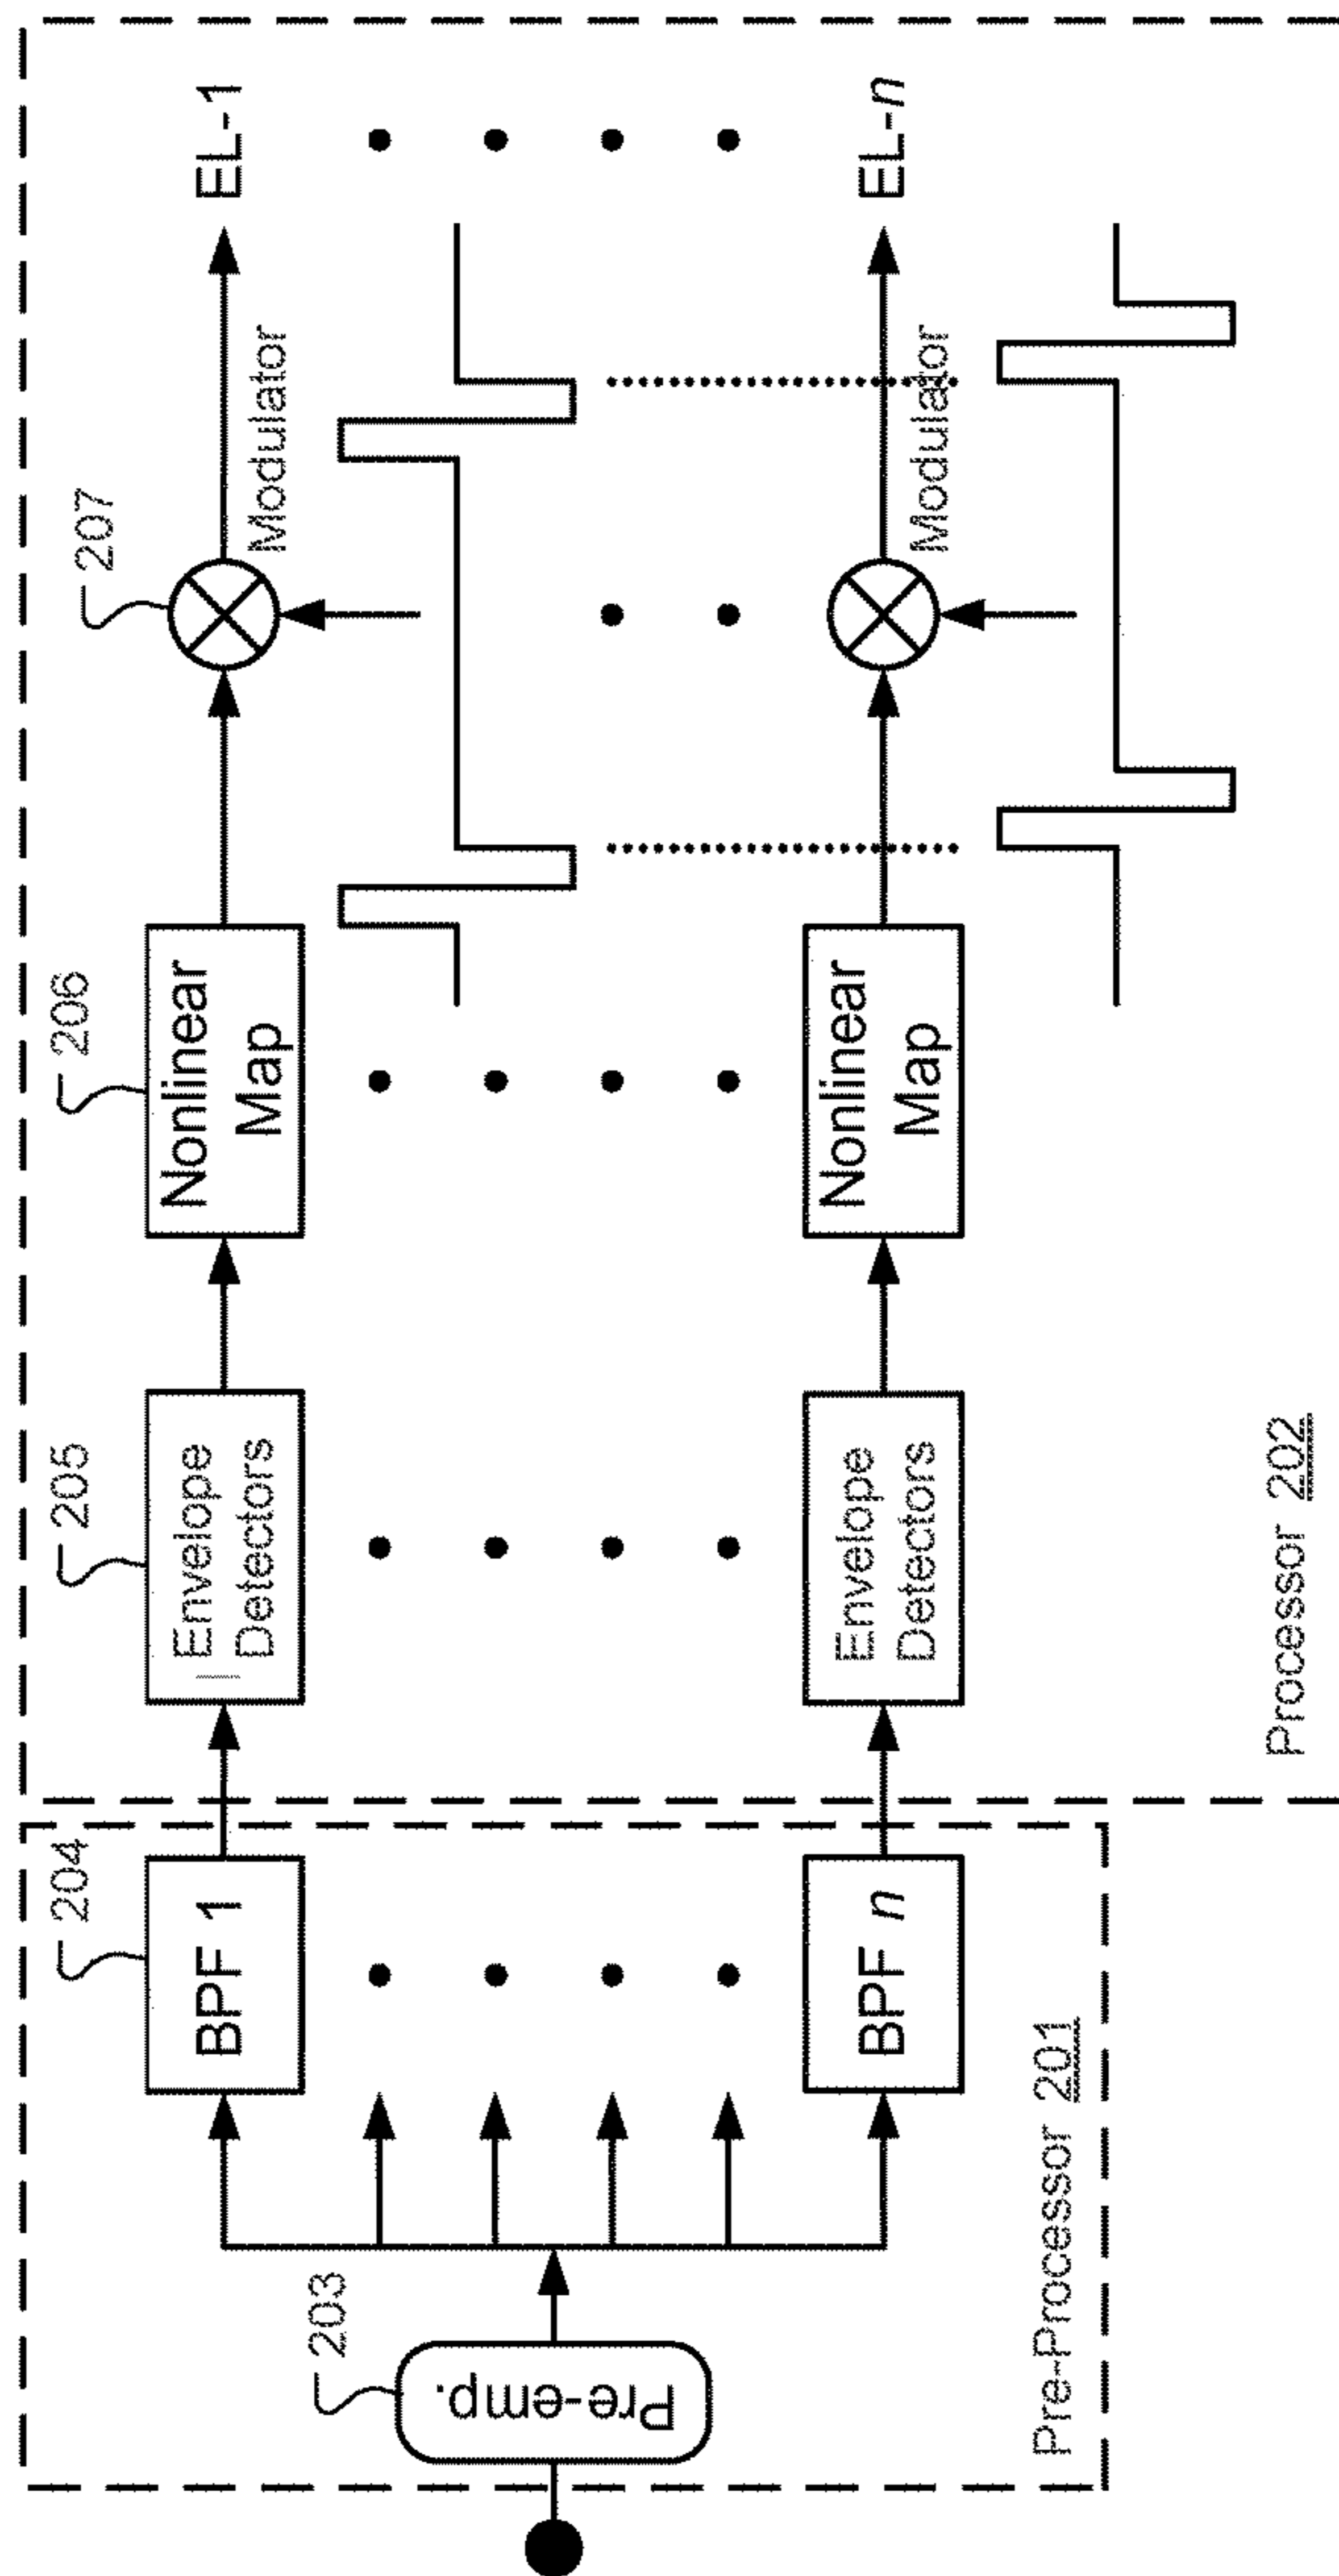 203
Pre-emp.
204
BPF 1
BPF n
Pre-Processor 201
205
Envelope
Detectors
Envelope
Detectors
206
Nonlinear
Map
Nonlinear
Map
207
Modulator
Modulator
EL-1
EL-n
Processor 202